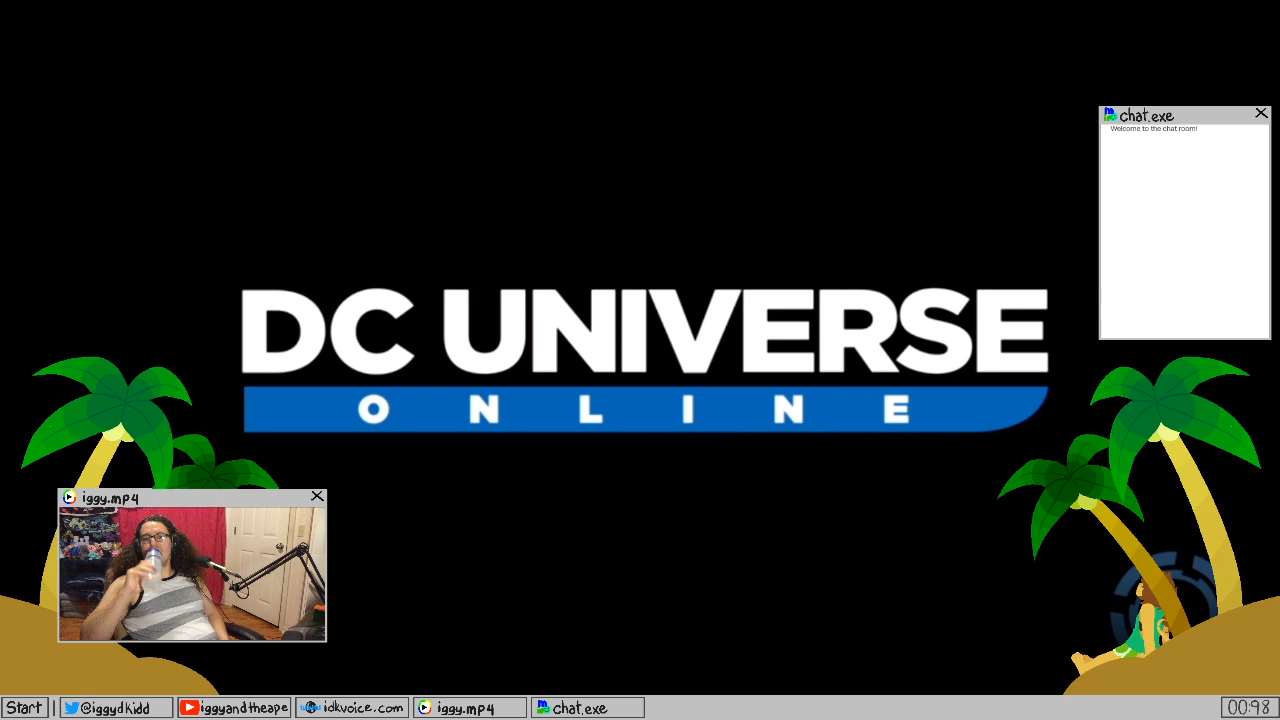 chat.exe
Welcome to the chat room!
DC UNIVERSE
ONLINE
iggy.mp4
Start
@iggydkidd
iggyandtheape
www
idkvoice.com
iggy.mp4
chat.exe
00:98